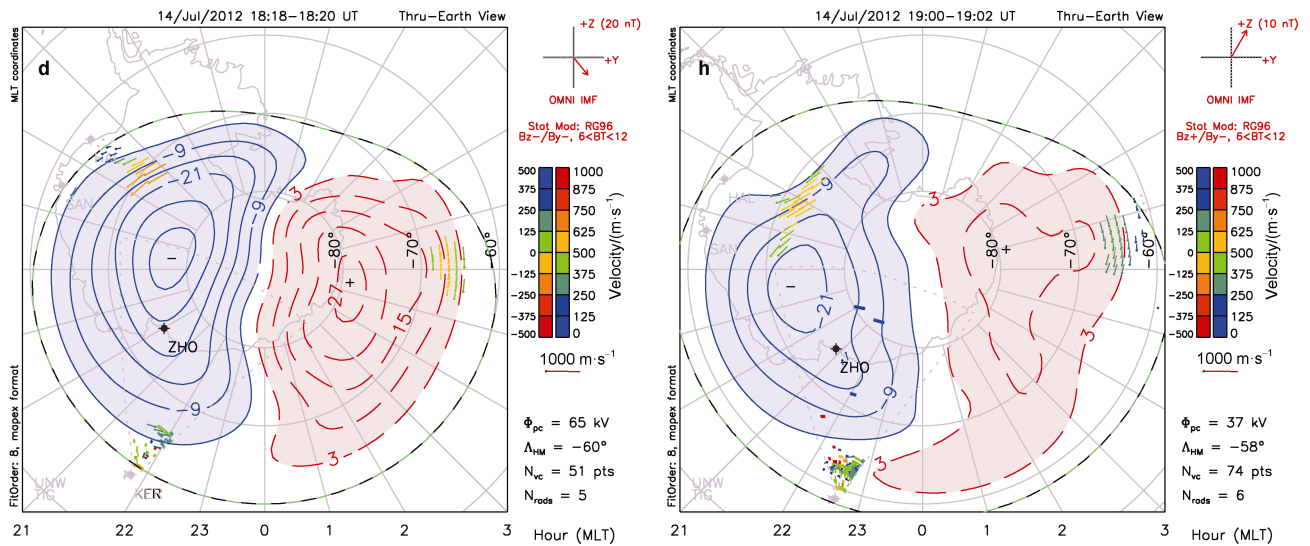 14/Jul/2012 18:18−18:20 UT
Thru−Earth View
MLT coordinates
d
+Z (20 nT)
+Y
OMNI IMF
Stat Mod: RG96
Bz−/By−, 6<BT<12
500 1000
375 875
250 750
125 625
0 500
−125 375
−250 250
−375 125
−500 0
Velocity/(m·s⁻¹)
1000 m·s⁻¹
Φpc = 65 kV
ΛHM = −60°
Nvc = 51 pts
Nrads = 5
−9
−21
9
−9
3
−27
15
3
−80°
−70°
−60°
−
+
SAN
ZHO
UNW
TIG
KER
FitOrder: 8, mapex format
21 22 23 0 1 2 3
Hour (MLT)
14/Jul/2012 19:00−19:02 UT
Thru−Earth View
MLT coordinates
h
+Z (10 nT)
+Y
OMNI IMF
Stat Mod: RG96
Bz+/By−, 6<BT<12
500 1000
375 875
250 750
125 625
0 500
−125 375
−250 250
−375 125
−500 0
Velocity/(m·s⁻¹)
1000 m·s⁻¹
Φpc = 37 kV
ΛHM = −58°
Nvc = 74 pts
Nrads = 6
−9
−21
−9
3
3
3
−80°
−70°
−60°
−
+
HAL
SAN
ZHO
UNW
TIG
FitOrder: 8, mapex format
21 22 23 0 1 2 3
Hour (MLT)